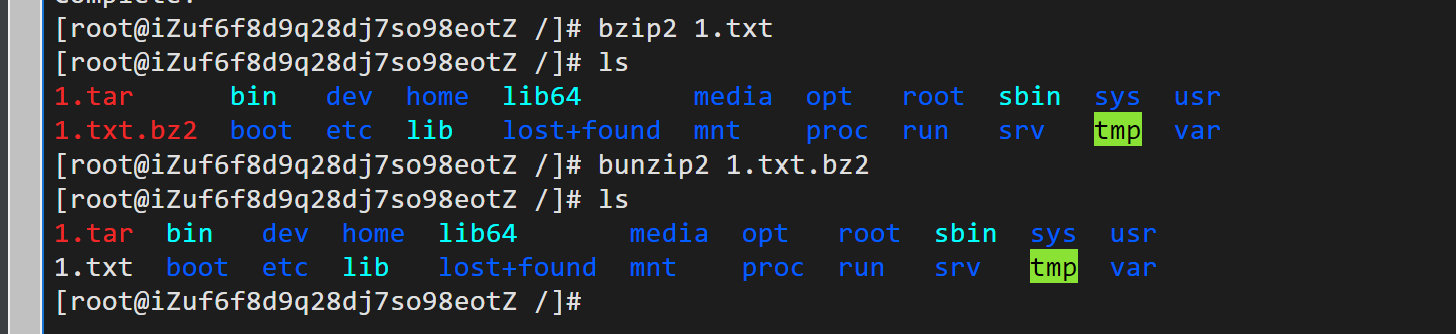 Complete!
[root@iZuf6f8d9q28dj7so98eotZ /]# bzip2 1.txt
[root@iZuf6f8d9q28dj7so98eotZ /]# ls
1.tar      bin   dev  home  lib64       media  opt   root  sbin  sys  usr
1.txt.bz2  boot  etc  lib   lost+found  mnt    proc  run   srv   tmp  var
[root@iZuf6f8d9q28dj7so98eotZ /]# bunzip2 1.txt.bz2
[root@iZuf6f8d9q28dj7so98eotZ /]# ls
1.tar  bin   dev  home  lib64       media  opt   root  sbin  sys  usr
1.txt  boot  etc  lib   lost+found  mnt    proc  run   srv   tmp  var
[root@iZuf6f8d9q28dj7so98eotZ /]#